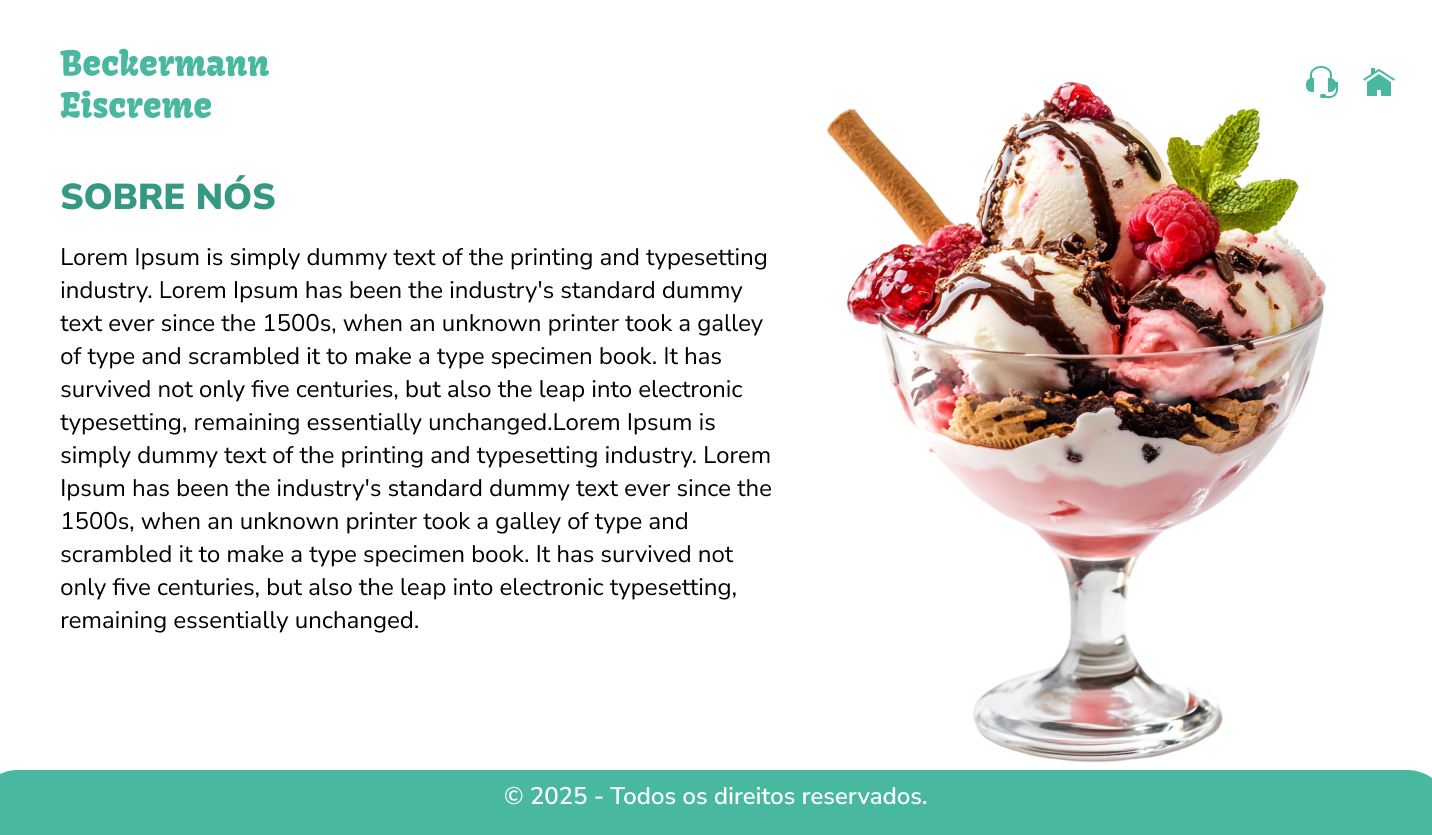 Beckermann
Eiscreme
SOBRE NÓS
Lorem Ipsum is simply dummy text of the printing and typesetting
industry. Lorem Ipsum has been the industry's standard dummy
text ever since the 1500s, when an unknown printer took a galley
of type and scrambled it to make a type specimen book. It has
survived not only five centuries, but also the leap into electronic
typesetting, remaining essentially unchanged.Lorem Ipsum is
simply dummy text of the printing and typesetting industry. Lorem
Ipsum has been the industry's standard dummy text ever since the
1500s, when an unknown printer took a galley of type and
scrambled it to make a type specimen book. It has survived not
only five centuries, but also the leap into electronic typesetting,
remaining essentially unchanged.
© 2025 - Todos os direitos reservados.